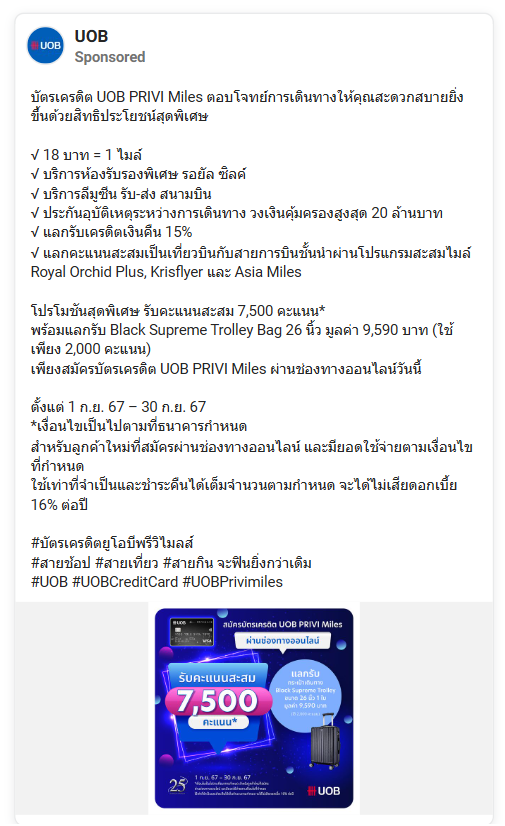 UOB
UOB
Sponsored
บัตรเครดิต UOB PRIVI Miles ตอบโจทย์การเดินทางให้คุณสะดวกสบายยิ่ง
ขึ้นด้วยสิทธิประโยชน์สุดพิเศษ
√ 18 บาท = 1 ไมล์
√ บริการห้องรับรองพิเศษ รอยัล ซิลค์
√ บริการลีมูซีน รับ-ส่ง สนามบิน
√ ประกันอุบัติเหตุระหว่างการเดินทาง วงเงินคุ้มครองสูงสุด 20 ล้านบาท
√ แลกรับเครดิตเงินคืน 15%
√ แลกคะแนนสะสมเป็นเที่ยวบินกับสายการบินชั้นนำผ่านโปรแกรมสะสมไมล์
Royal Orchid Plus, Krisflyer และ Asia Miles
โปรโมชันสุดพิเศษ รับคะแนนสะสม 7,500 คะแนน*
พร้อมแลกรับ Black Supreme Trolley Bag 26 นิ้ว มูลค่า 9,590 บาท (ใช้
เพียง 2,000 คะแนน)
เพียงสมัครบัตรเครดิต UOB PRIVI Miles ผ่านช่องทางออนไลน์วันนี้
ตั้งแต่ 1 ก.ย. 67 – 30 ก.ย. 67
*เงื่อนไขเป็นไปตามที่ธนาคารกำหนด
สำหรับลูกค้าใหม่ที่สมัครผ่านช่องทางออนไลน์ และมียอดใช้จ่ายตามเงื่อนไข
ที่กำหนด
ใช้เท่าที่จำเป็นและชำระคืนได้เต็มจำนวนตามกำหนด จะได้ไม่เสียดอกเบี้ย
16% ต่อปี
#บัตรเครดิตยูโอบีพรีวิไมลส์
#สายช้อป #สายเที่ยว #สายกิน จะฟินยิ่งกว่าเดิม
#UOB #UOBCreditCard #UOBPrivimiles
UOB
VISA
สมัครบัตรเครดิต UOB PRIVI Miles
ผ่านช่องทางออนไลน์
รับคะแนนสะสม
7,500
คะแนน*
แลกรับ
กระเป๋าเดินทาง
Black Supreme Trolley
ขนาด 26 นิ้ว 1 ใบ
มูลค่า 9,590 บาท
25
1 ก.ย. 67 – 30 ก.ย. 67
UOB